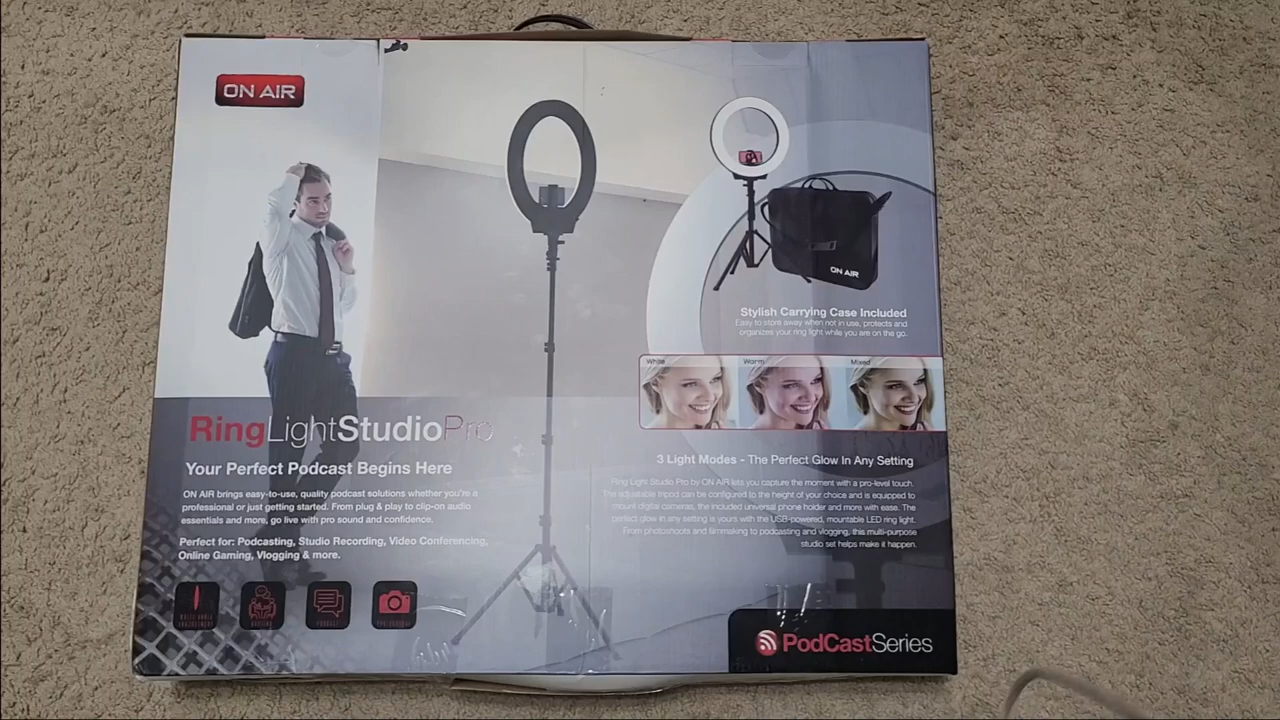 ON AIR
ON AIR
Stylish Carrying Case Included
Easy to store away when not in use, protects and
organizes your ring light while you are on the go.
White
Warm
Mixed
RingLightStudioPro
Your Perfect Podcast Begins Here
ON AIR brings easy-to-use, quality podcast solutions whether you're a
professional or just getting started. From plug & play to clip-on audio
essentials and more, go live with pro sound and confidence.
Perfect for: Podcasting, Studio Recording, Video Conferencing,
Online Gaming, Vlogging & more.
3 Light Modes - The Perfect Glow In Any Setting
Ring Light Studio Pro by ON AIR lets you capture the moment with a pro-level touch.
The adjustable tripod can be configured to the height of your choice and is equipped to
mount digital cameras, the included universal phone holder and more with ease. The
perfect glow in any setting is yours with the USB-powered, mountable LED ring light.
From photoshoots and filmmaking to podcasting and vlogging, this multi-purpose
studio set helps make it happen.
PODCAST
PodCastSeries